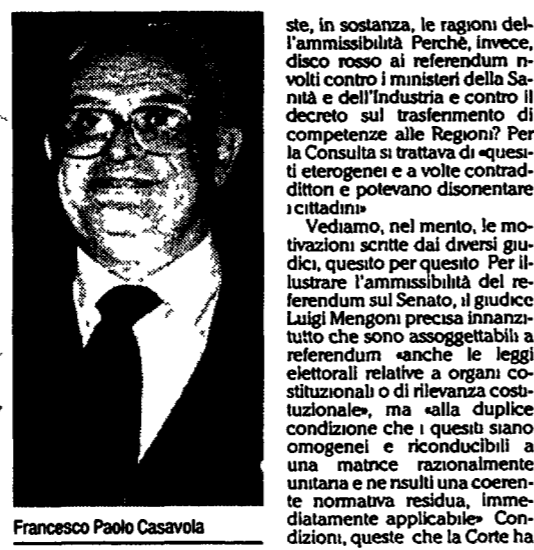 ste, in sostanza, le ragioni del-
l'ammissibilità Perchè, invece,
disco rosso ai referendum ri-
volti contro i ministeri della Sa-
nità e dell'Industria e contro il
decreto sul trasferimento di
competenze alle Regioni? Per
la Consulta si trattava di «quesi-
ti eterogenei e a volte contrad-
dittori e potevano disorientare
i cittadini»
Vediamo, nel merito, le mo-
tivazioni scritte dai diversi giu-
dici, quesito per quesito Per il-
lustrare l'ammissibilità del re-
ferendum sul Senato, il giudice
Luigi Mengoni precisa innanzi-
tutto che sono assoggettabili a
referendum «anche le leggi
elettorali relative a organi co-
stituzionali o di rilevanza costi-
tuzionale», ma «alla duplice
condizione che i quesiti siano
omogenei e riconducibili a
una matrice razionalmente
unitaria e ne risulti una coeren-
te normativa residua, imme-
diatamente applicabile» Con-
dizioni, queste che la Corte ha
Francesco Paolo Casavola